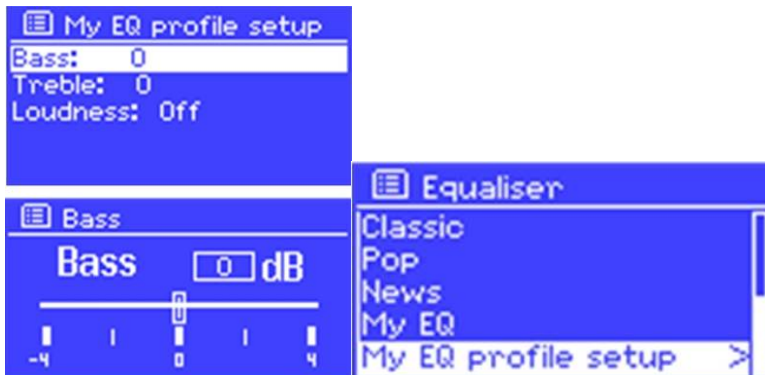 My EQ profile setup
Bass: 0
Treble: 0
Loudness: Off
Bass
Bass 0 dB
-4 0 4
Equaliser
Classic
Pop
News
My EQ
My EQ profile setup >